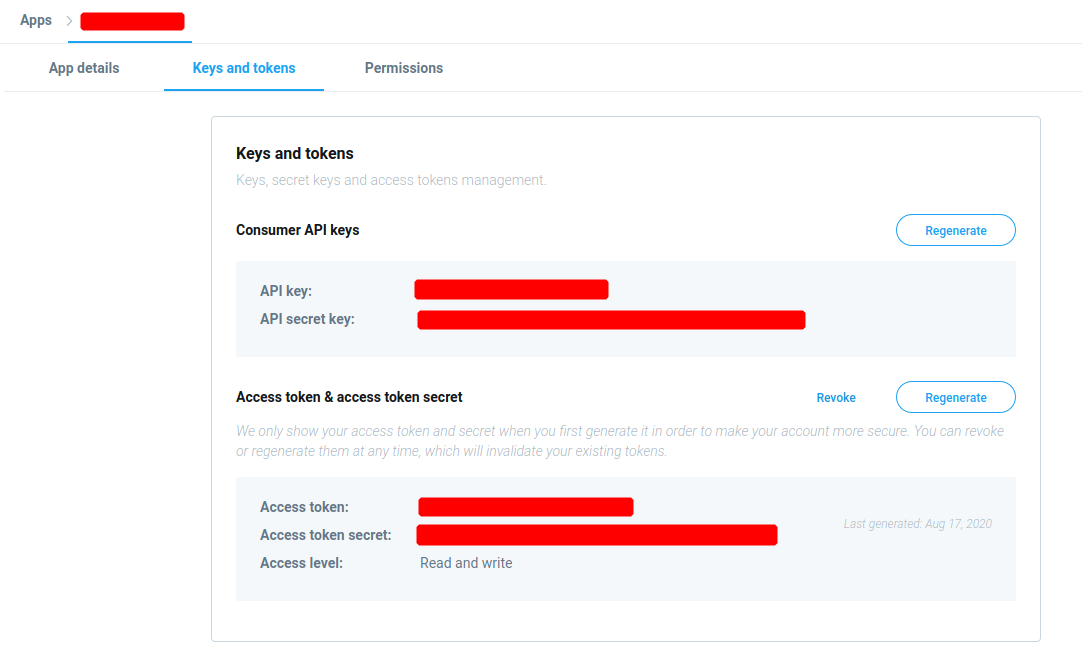 Apps
App details Keys and tokens Permissions
Keys and tokens
Keys, secret keys and access tokens management.
Consumer API keys Regenerate
API key:
API secret key:
Access token & access token secret Revoke Regenerate
We only show your access token and secret when you first generate it in order to make your account more secure. You can revoke
or regenerate them at any time, which will invalidate your existing tokens.
Access token:
Last generated: Aug 17, 2020
Access token secret:
Access level: Read and write